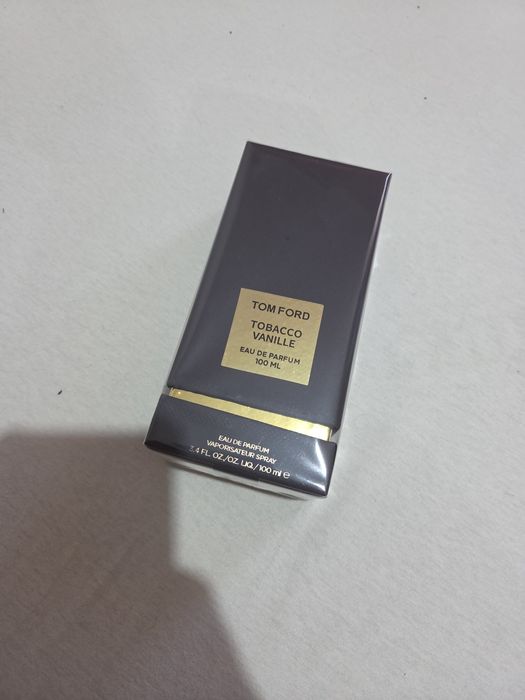 TOM FORD
TOBACCO
VANILLE
EAU DE PARFUM
100 ML
EAU DE PARFUM
VAPORISATEUR SPRAY
3.4 FL. OZ./OZ. LIQ./100 ml ℮